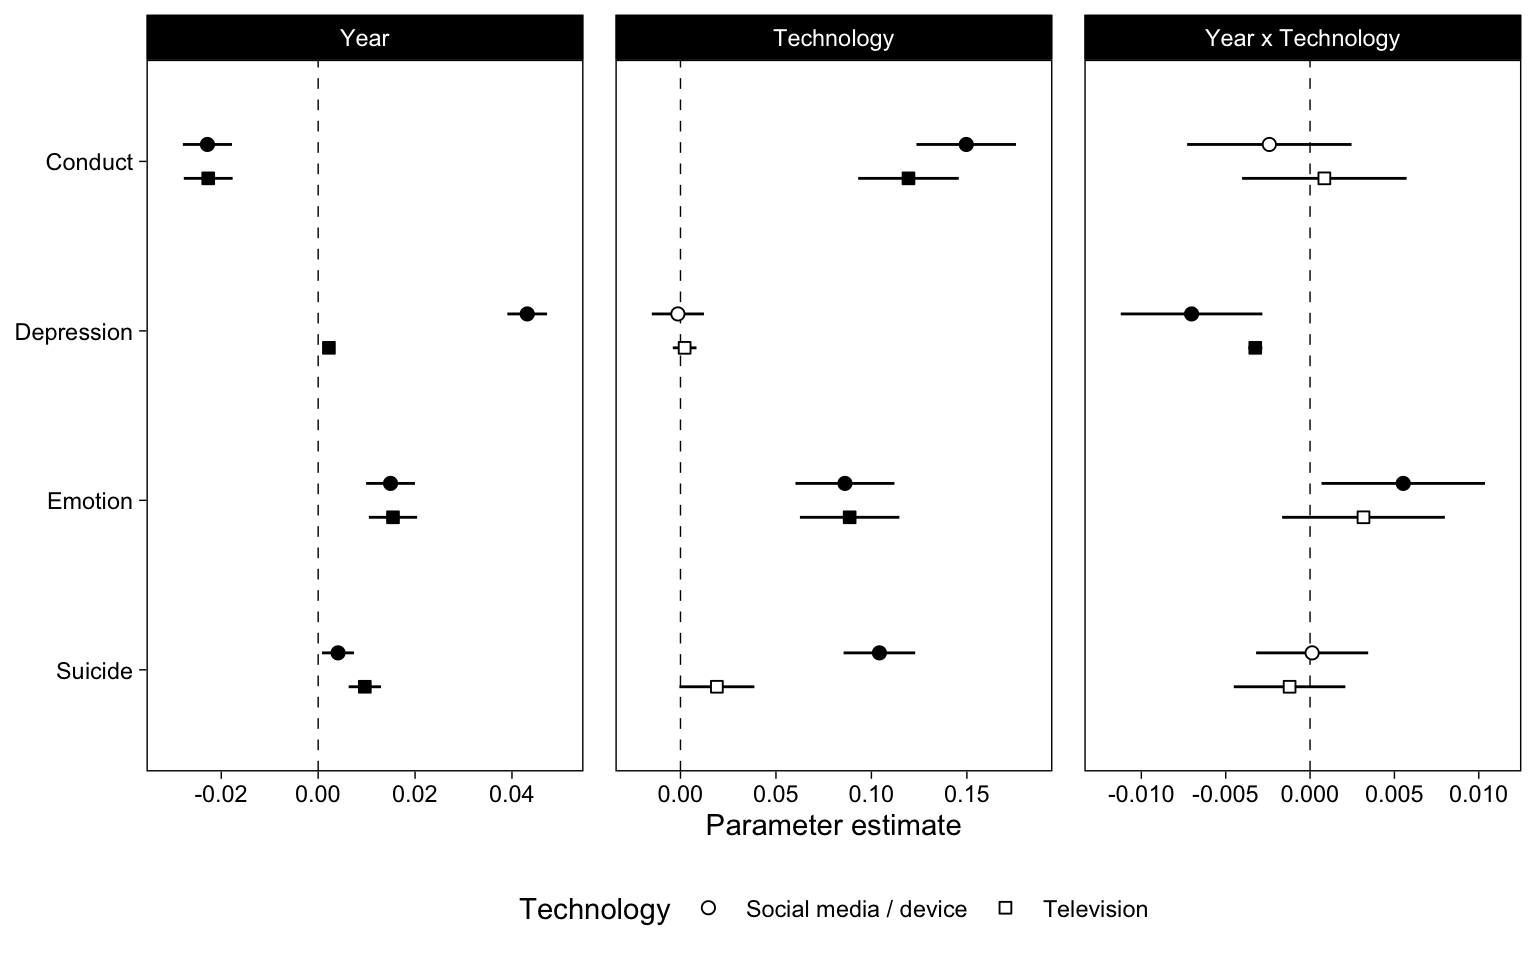 Year Technology Year x Technology
Conduct
Depression
Emotion
Suicide
-0.02 0.00 0.02 0.04 0.00 0.05 0.10 0.15 -0.010 -0.005 0.000 0.005 0.010
Parameter estimate
Technology Social media / device Television